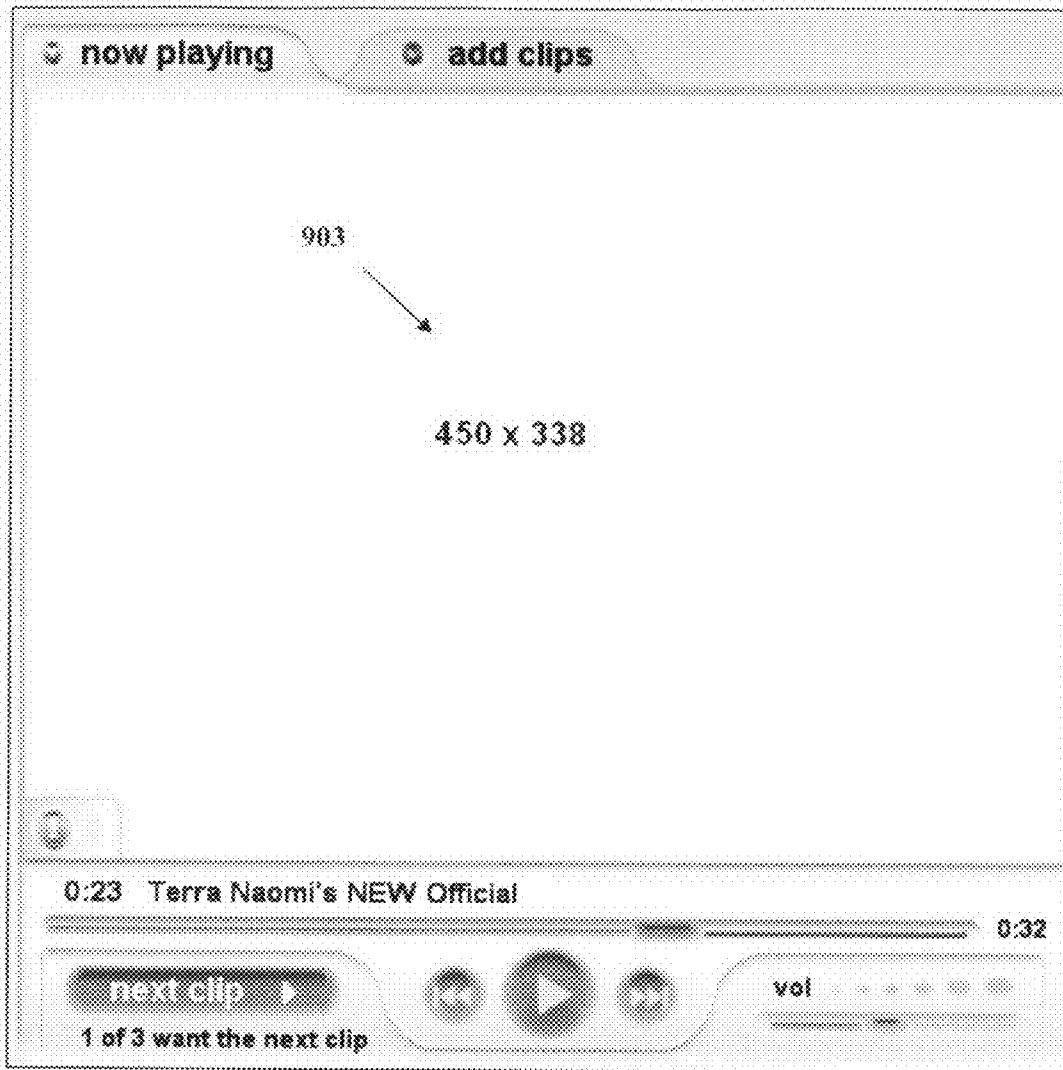 now playing add clips
903
450 x 338
0:23 Terra Naomi's NEW Official
0:32
next clip
vol
1 of 3 want the next clip